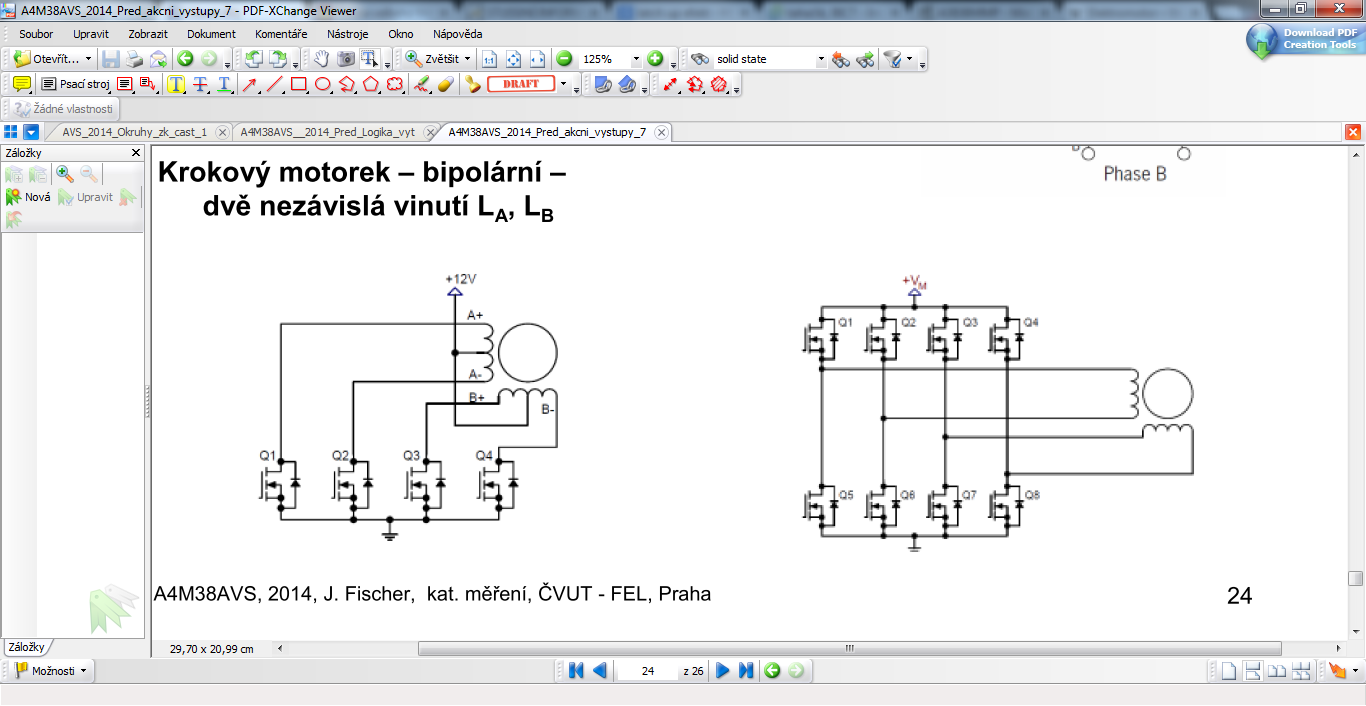 A4M38AVS_2014_Pred_akcni_vystupy_7 - PDF-XChange Viewer
Soubor Upravit Zobrazit Dokument Komentáře Nástroje Okno Nápověda
Download PDF
Creation Tools
Otevřít... Zvětšit 1:1 125% solid state
Psací stroj T T T DRAFT
Žádné vlastnosti
AVS_2014_Okruhy_zk_cast_1 A4M38AVS__2014_Pred_Logika_vyt A4M38AVS_2014_Pred_akcni_vystupy_7
Záložky
Nová Upravit
Phase B
Krokový motorek – bipolární –
dvě nezávislá vinutí LA, LB
+12V
A+
A-
B+
B-
Q1 Q2 Q3 Q4
+VM
Q1 Q2 Q3 Q4
Q5 Q6 Q7 Q8
A4M38AVS, 2014, J. Fischer, kat. měření, ČVUT - FEL, Praha
24
Záložky
29,70 x 20,99 cm
Možnosti
24 z 26